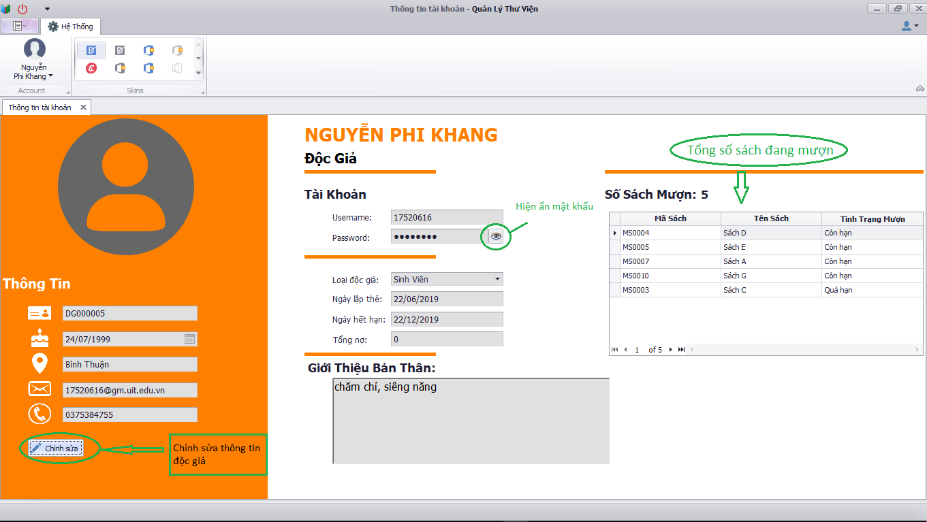 Thông tin tài khoản - Quản Lý Thư Viện
Hệ Thống
Nguyễn
Phi Khang
Account
Skins
Thông tin tài khoản
NGUYỄN PHI KHANG
Độc Giả
Tổng số sách đang mượn
Tài Khoản
Số Sách Mượn: 5
Username: 17520616
Hiện ẩn mật khẩu
Password: ●●●●●●●●
Mã Sách Tên Sách Tình Trạng Mượn
MS0004 Sách D Còn hạn
MS0005 Sách E Còn hạn
MS0007 Sách A Còn hạn
MS0010 Sách G Còn hạn
MS0003 Sách C Quá hạn
1 of 5
Loại độc giả: Sinh Viên
Ngày lập thẻ: 22/06/2019
Ngày hết hạn: 22/12/2019
Tổng nợ: 0
Giới Thiệu Bản Thân:
chăm chỉ, siêng năng
Thông Tin
DG000005
24/07/1999
Bình Thuận
17520616@gm.uit.edu.vn
0375384755
Chỉnh sửa
Chỉnh sửa thông tin
độc giả